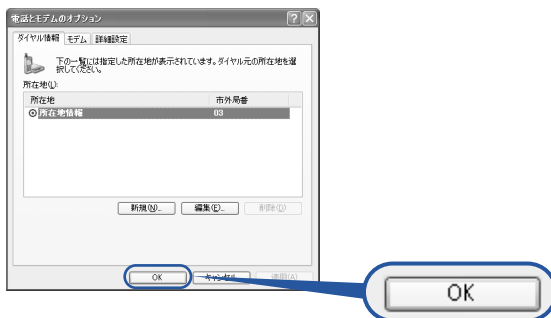 電話とモデムのオプション
ダイヤル情報 モデム 詳細設定
下の一覧には指定した所在地が表示されています。ダイヤル元の所在地を選
択してください。
所在地(L):
所在地 市外局番
所在地情報 03
新規(N)... 編集(E)... 削除(D)
OK キャンセル 適用(A)
OK